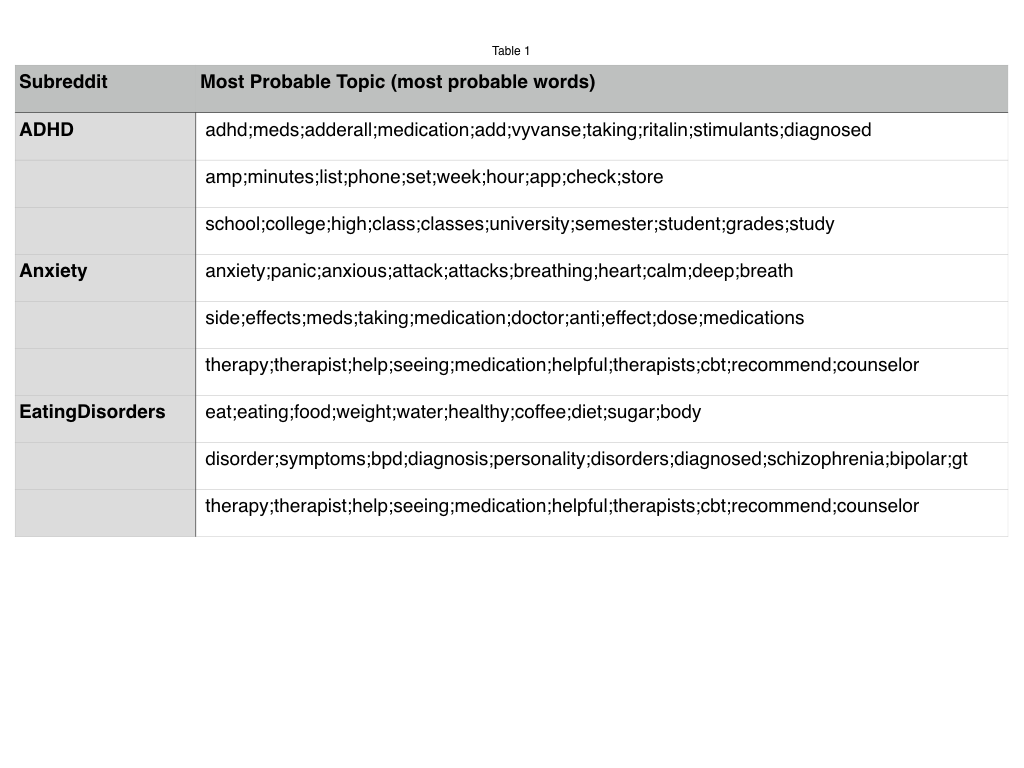 Table 1
Subreddit Most Probable Topic (most probable words)
ADHD adhd;meds;adderall;medication;add;vyvanse;taking;ritalin;stimulants;diagnosed
amp;minutes;list;phone;set;week;hour;app;check;store
school;college;high;class;classes;university;semester;student;grades;study
Anxiety anxiety;panic;anxious;attack;attacks;breathing;heart;calm;deep;breath
side;effects;meds;taking;medication;doctor;anti;effect;dose;medications
therapy;therapist;help;seeing;medication;helpful;therapists;cbt;recommend;counselor
EatingDisorders eat;eating;food;weight;water;healthy;coffee;diet;sugar;body
disorder;symptoms;bpd;diagnosis;personality;disorders;diagnosed;schizophrenia;bipolar;gt
therapy;therapist;help;seeing;medication;helpful;therapists;cbt;recommend;counselor